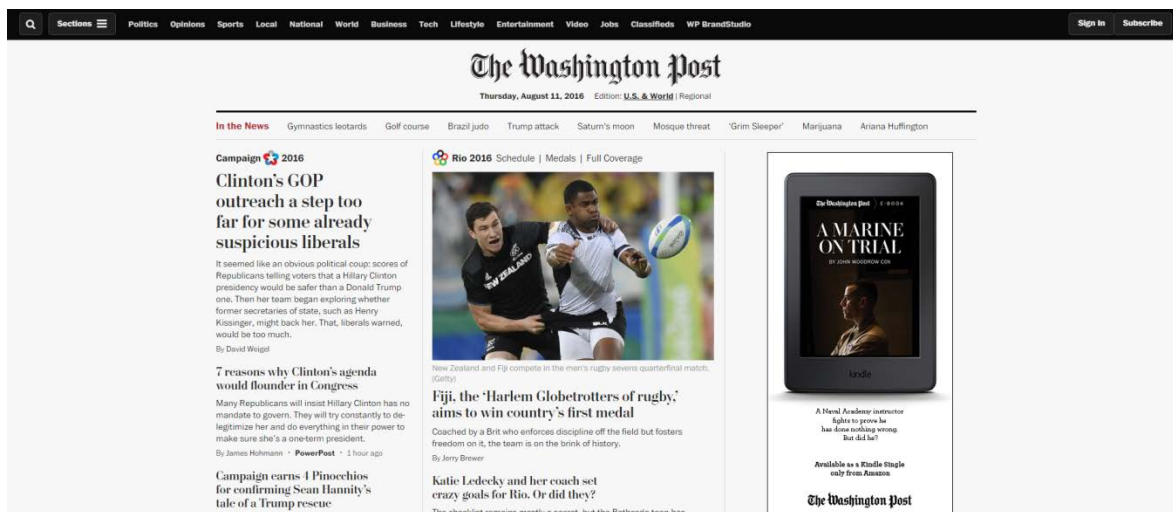 Sections
Politics Opinions Sports Local National World Business Tech Lifestyle Entertainment Video Jobs Classifieds WP BrandStudio
Sign In Subscribe
The Washington Post
Thursday, August 11, 2016 Edition: U.S. & World | Regional
In the News Gymnastics leotards Golf course Brazil judo Trump attack Saturn's moon Mosque threat 'Grim Sleeper' Marijuana Ariana Huffington
Campaign 2016
Clinton's GOP
outreach a step too
far for some already
suspicious liberals
It seemed like an obvious political coup: scores of
Republicans telling voters that a Hillary Clinton
presidency would be safer than a Donald Trump
one. Then her team began exploring whether
former secretaries of state, such as Henry
Kissinger, might back her. That, liberals warned,
would be too much.
By David Weigel
7 reasons why Clinton's agenda
would flounder in Congress
Many Republicans will insist Hillary Clinton has no
mandate to govern. They will try constantly to de-
legitimize her and do everything in their power to
make sure she's a one-term president.
By James Hohmann • PowerPost • 1 hour ago
Campaign earns 4 Pinocchios
for confirming Sean Hannity's
tale of a Trump rescue
Rio 2016 Schedule | Medals | Full Coverage
NEW ZEALAND
New Zealand and Fiji compete in the men's rugby sevens quarterfinal match.
(Getty)
Fiji, the 'Harlem Globetrotters of rugby,'
aims to win country's first medal
Coached by a Brit who enforces discipline off the field but fosters
freedom on it, the team is on the brink of history.
By Jerry Brewer
Katie Ledecky and her coach set
crazy goals for Rio. Or did they?
The Washington Post E-BOOK
A MARINE
ON TRIAL
BY JOHN WOODROW COX
kindle
A Naval Academy instructor
fights to prove he
has done nothing wrong.
But did he?
Available as a Kindle Single
only from Amazon
The Washington Post